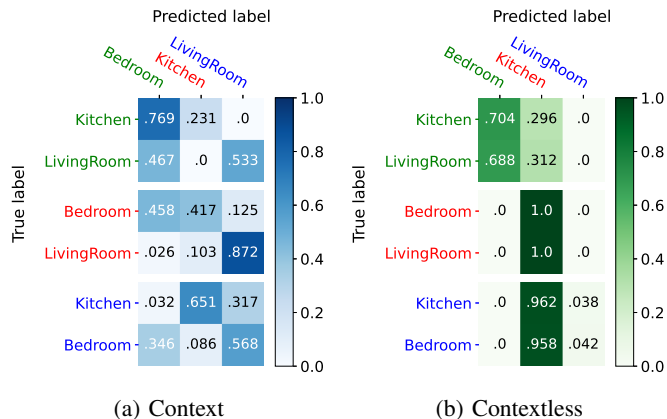 Predicted label
Bedroom Kitchen LivingRoom
True label
Kitchen .769 .231 .0
LivingRoom .467 .0 .533
Bedroom .458 .417 .125
LivingRoom .026 .103 .872
Kitchen .032 .651 .317
Bedroom .346 .086 .568
1.0
0.8
0.6
0.4
0.2
0.0
(a) Context
Predicted label
Bedroom Kitchen LivingRoom
True label
Kitchen .704 .296 .0
LivingRoom .688 .312 .0
Bedroom .0 1.0 .0
LivingRoom .0 1.0 .0
Kitchen .0 .962 .038
Bedroom .0 .958 .042
1.0
0.8
0.6
0.4
0.2
0.0
(b) Contextless